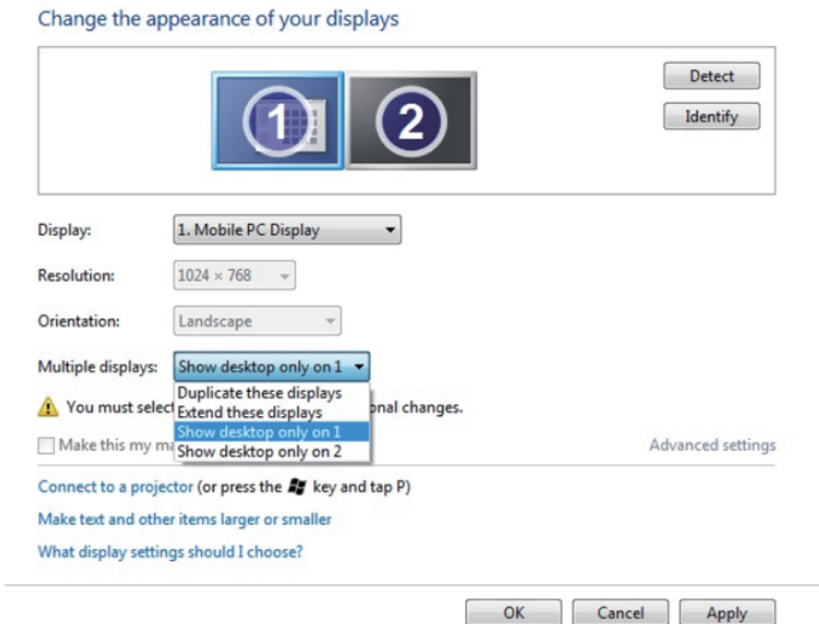 Change the appearance of your displays
1 2
Detect
Identify
Display: 1. Mobile PC Display
Resolution: 1024 × 768
Orientation: Landscape
Multiple displays: Show desktop only on 1
Duplicate these displays
You must select onal changes.
Extend these displays
Show desktop only on 1
Make this my ma Advanced settings
Show desktop only on 2
Connect to a projector (or press the key and tap P)
Make text and other items larger or smaller
What display settings should I choose?
OK Cancel Apply